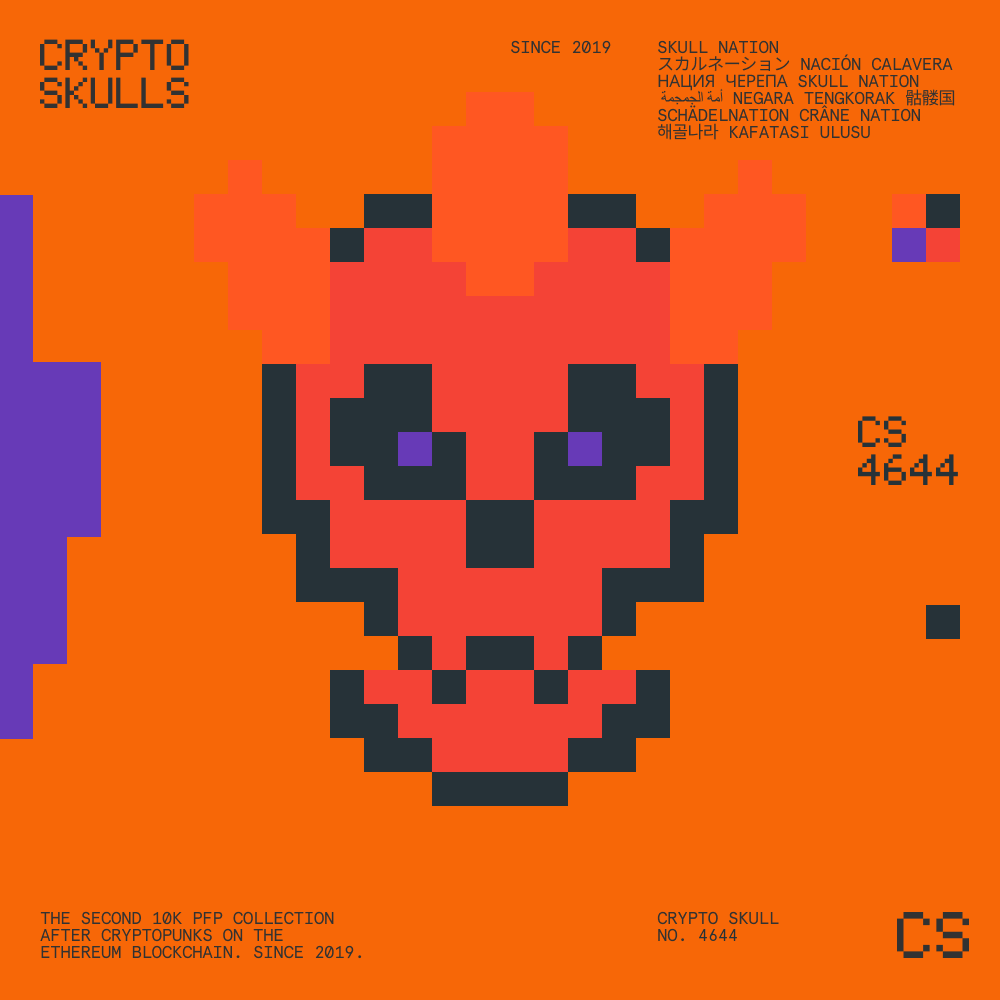 CRYPTO
SKULLS
SINCE 2019
SKULL NATION
スカルネーション NACIÓN CALAVERA
НАЦИЯ ЧЕРЕПА SKULL NATION
أمة الجمجمة NEGARA TENGKORAK 骷髅国
SCHÄDELNATION CRÂNE NATION
해골나라 KAFATASI ULUSU
CS
4644
THE SECOND 10K PFP COLLECTION
AFTER CRYPTOPUNKS ON THE
ETHEREUM BLOCKCHAIN. SINCE 2019.
CRYPTO SKULL
NO. 4644
CS